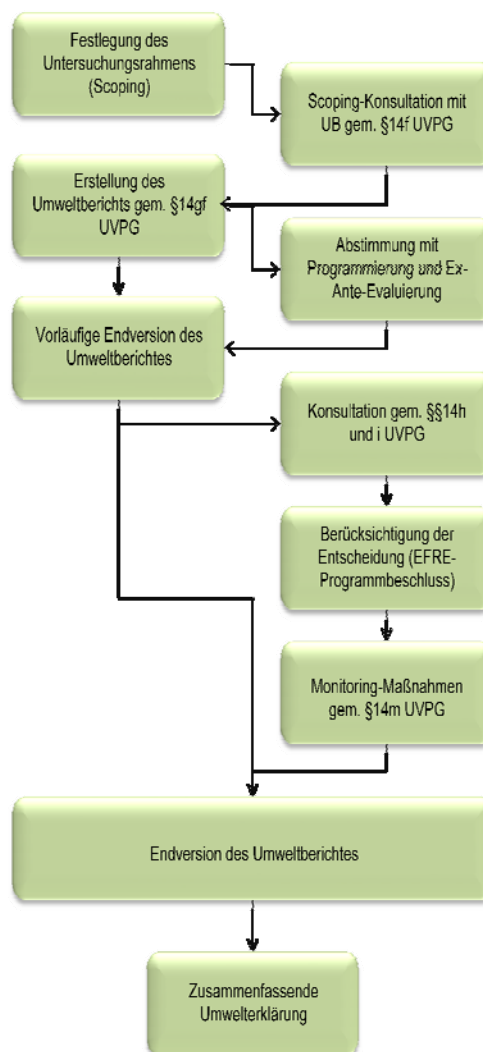 Festlegung des
Untersuchungsrahmens
(Scoping)
Scoping-Konsultation mit
UB gem. §14f UVPG
Erstellung des
Umweltberichts gem. §14gf
UVPG
Abstimmung mit
Programmierung und Ex-
Ante-Evaluierung
Vorläufige Endversion des
Umweltberichtes
Konsultation gem. §§14h
und i UVPG
Berücksichtigung der
Entscheidung (EFRE-
Programmbeschluss)
Monitoring-Maßnahmen
gem. §14m UVPG
Endversion des Umweltberichtes
Zusammenfassende
Umwelterklärung